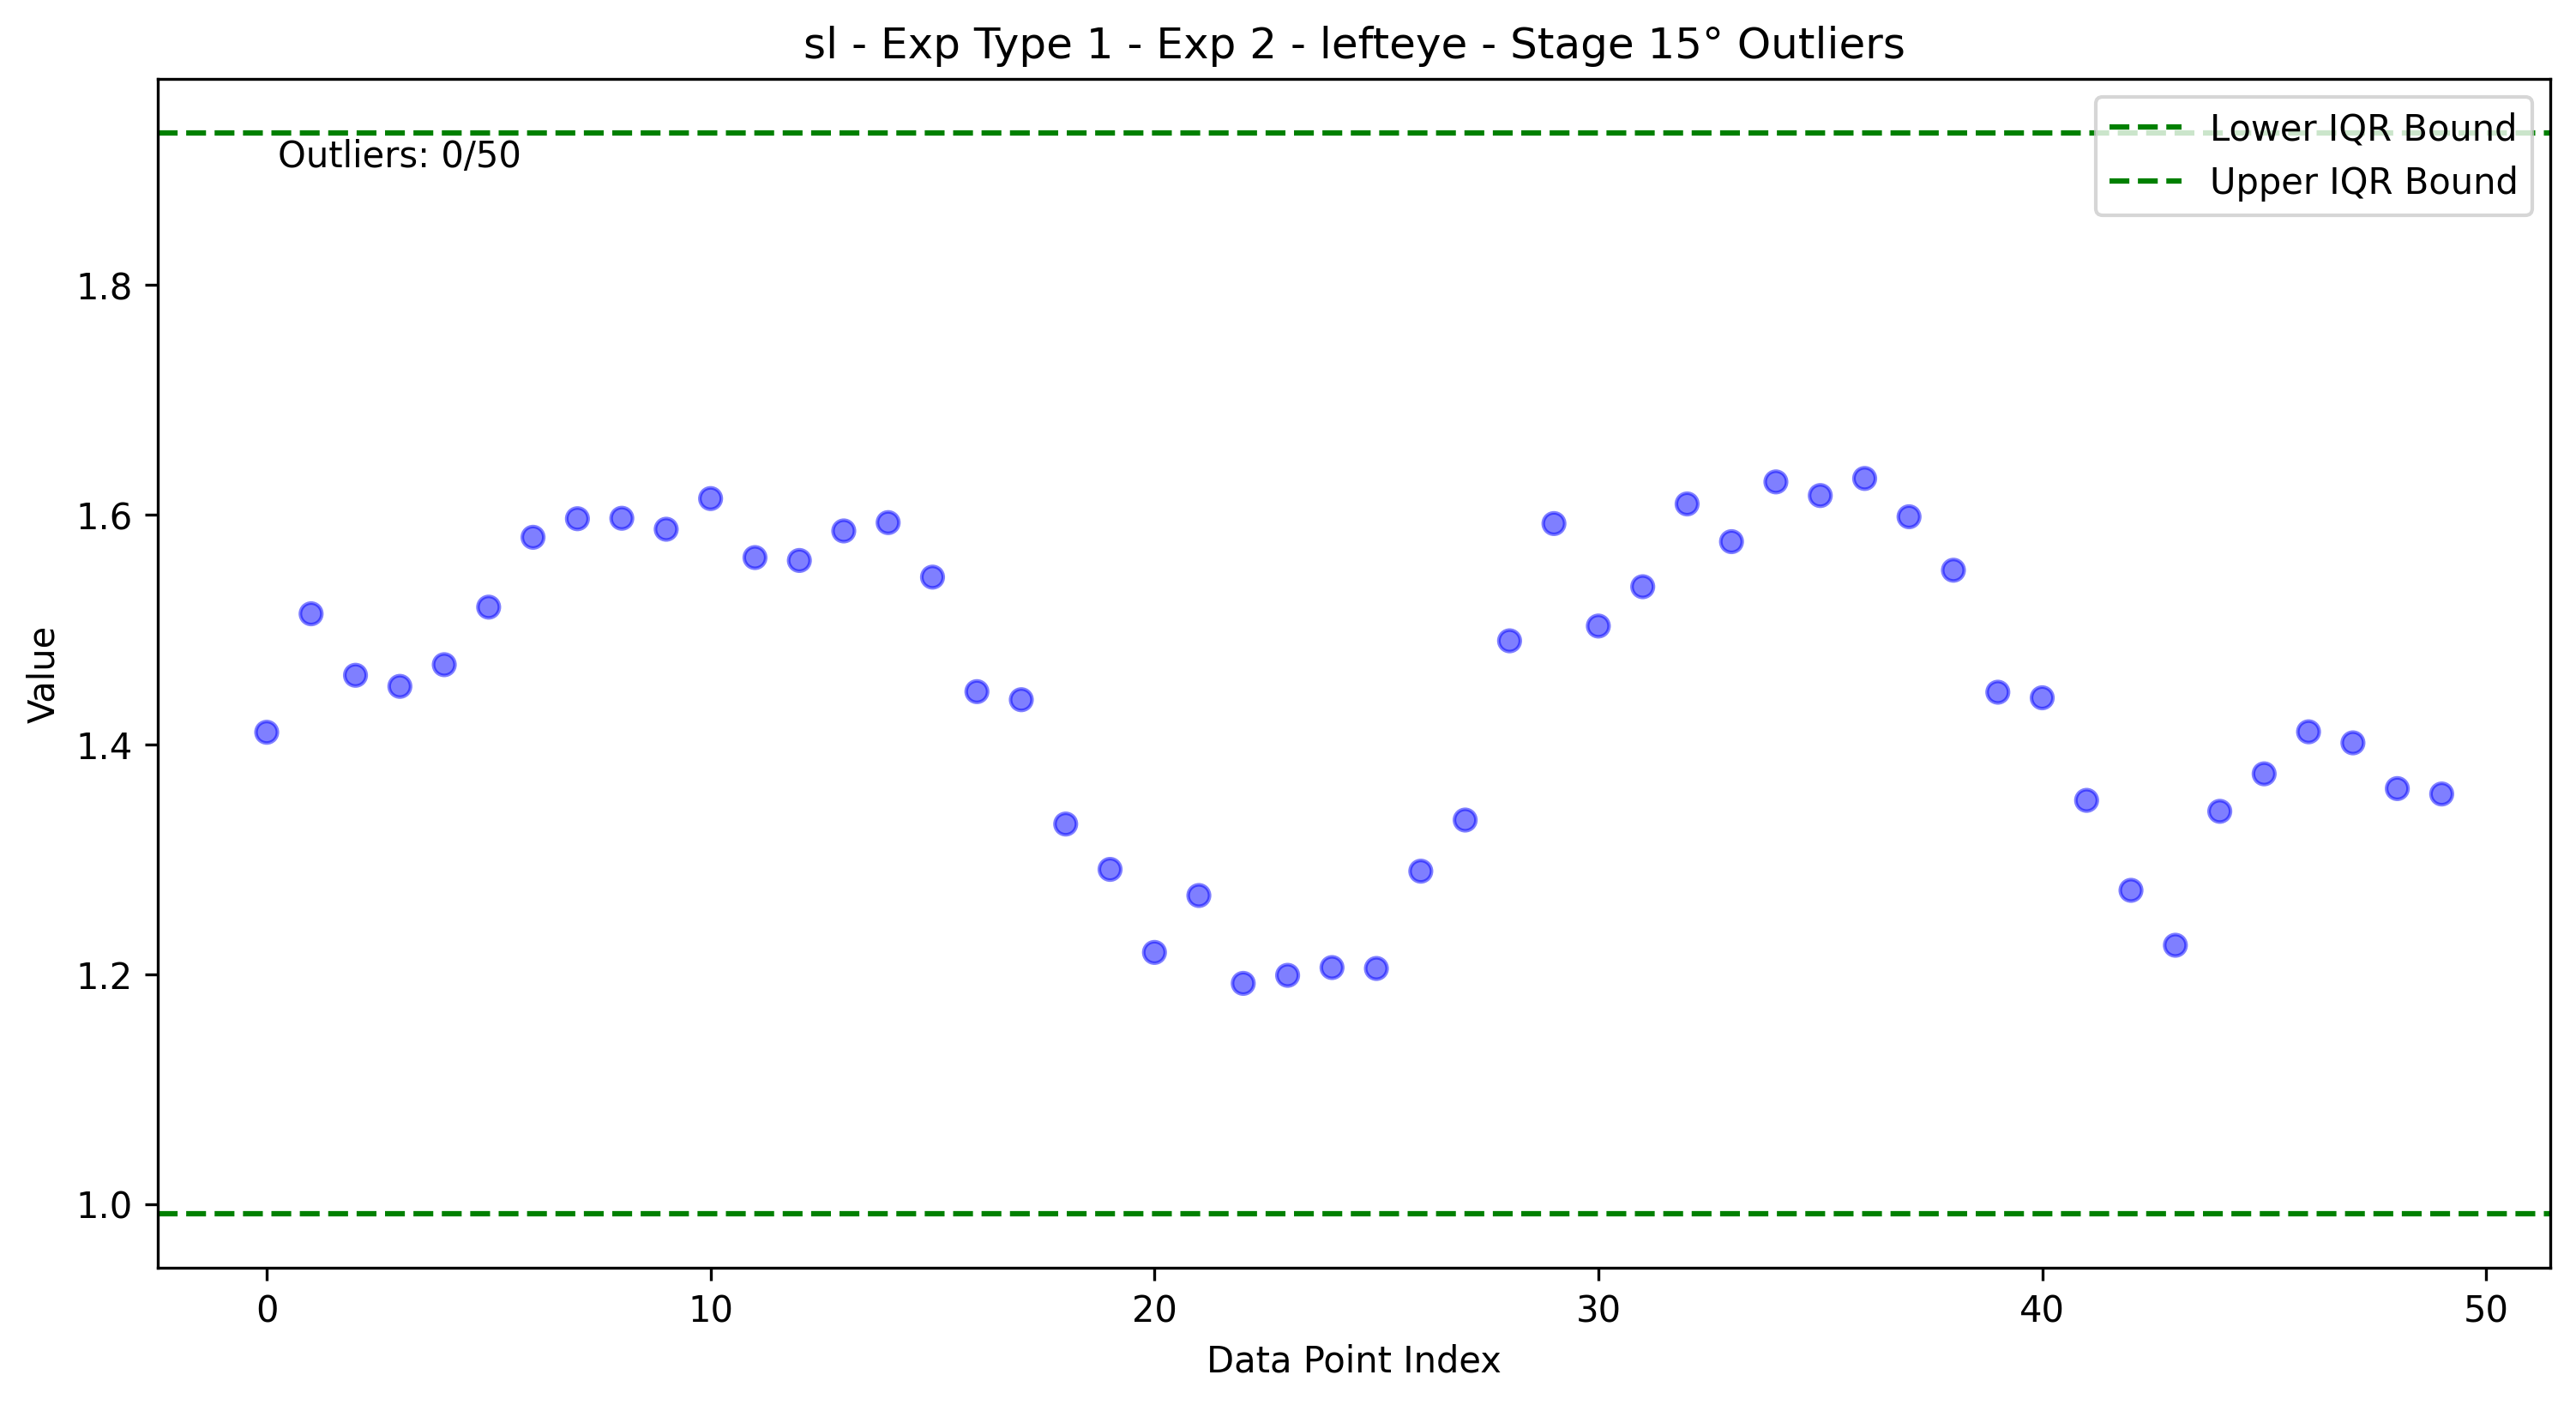 sl - Exp Type 1 - Exp 2 - lefteye - Stage 15° Outliers
Outliers: 0/50
Lower IQR Bound
Upper IQR Bound
Value
1.8
1.6
1.4
1.2
1.0
0 10 20 30 40 50
Data Point Index